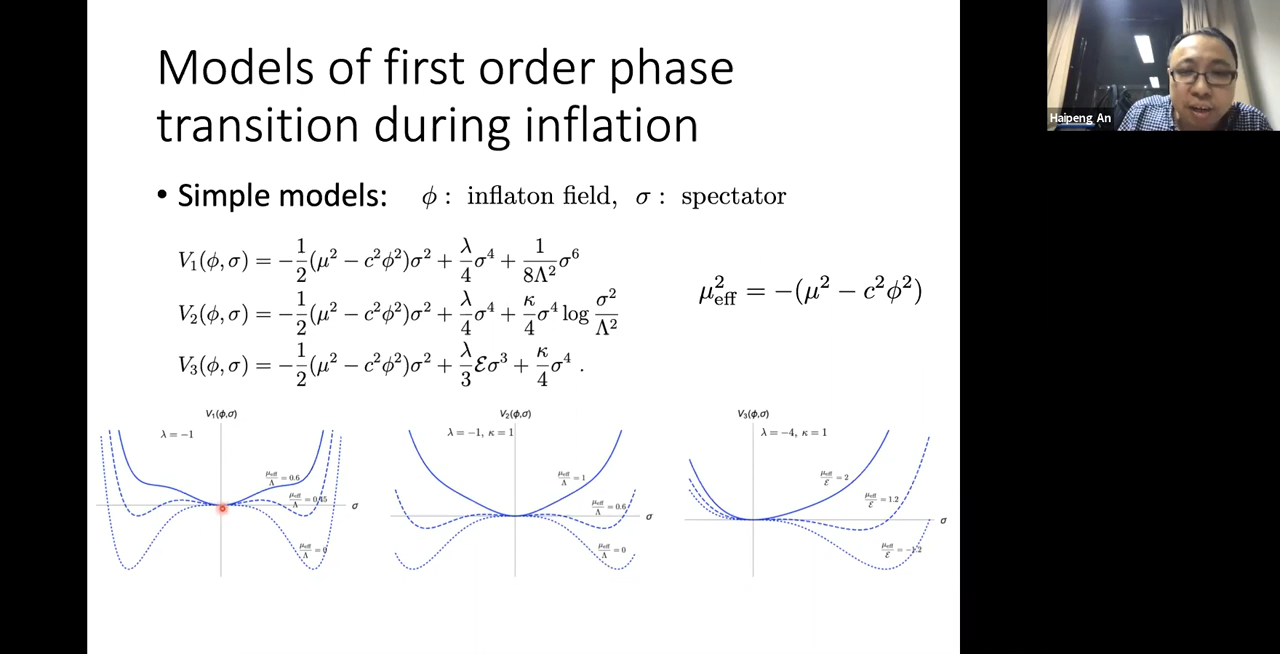 Models of first order phase
transition during inflation
• Simple models: ϕ : inflaton field, σ : spectator
V₁(ϕ, σ) = −1/2(μ² − c²ϕ²)σ² + λ/4 σ⁴ + 1/8Λ² σ⁶
V₂(ϕ, σ) = −1/2(μ² − c²ϕ²)σ² + λ/4 σ⁴ + κ/4 σ⁴ log σ²/Λ²
V₃(ϕ, σ) = −1/2(μ² − c²ϕ²)σ² + λ/3 ℰσ³ + κ/4 σ⁴ .
μ²eff = −(μ² − c²ϕ²)
V₁(ϕ,σ)
λ = −1
μeff/Λ = 0.6
μeff/Λ = 0.45
μeff/Λ = 0
σ
V₂(ϕ,σ)
λ = −1, κ = 1
μeff/Λ = 1
μeff/Λ = 0.6
μeff/Λ = 0
σ
V₃(ϕ,σ)
λ = −4, κ = 1
μeff/ℰ = 2
μeff/ℰ = 1.2
μeff/ℰ = −1.2
σ
Haipeng An